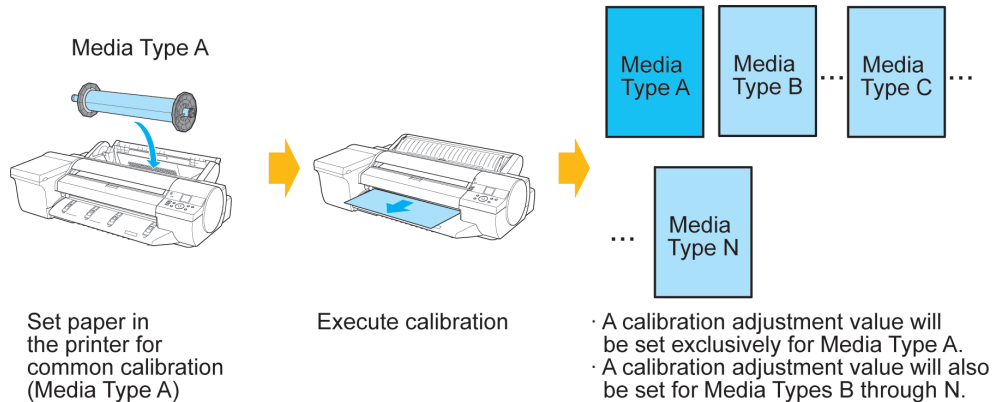 Media Type A
Media
Type A
Media
Type B
...
Media
Type C
...
...
Media
Type N
Set paper in
the printer for
common calibration
(Media Type A)
Execute calibration
· A calibration adjustment value will
be set exclusively for Media Type A.
· A calibration adjustment value will also
be set for Media Types B through N.